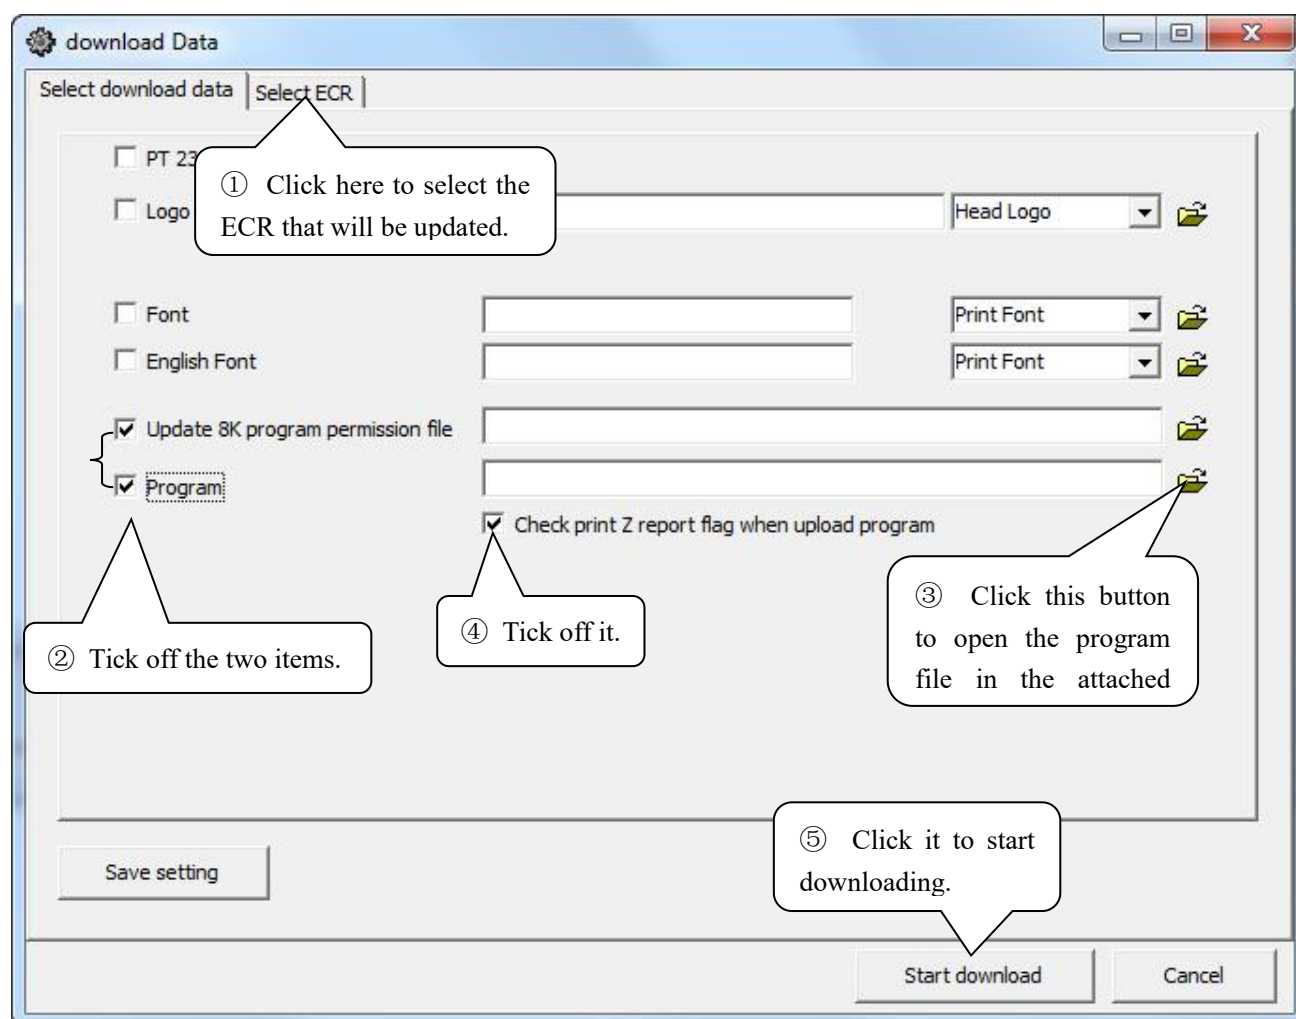 download Data
Select download data Select ECR
PT 23
① Click here to select the
ECR that will be updated.
Logo Head Logo
Font Print Font
English Font Print Font
Update 8K program permission file
Program
Check print Z report flag when upload program
③ Click this button
to open the program
file in the attached
④ Tick off it.
② Tick off the two items.
⑤ Click it to start
downloading.
Save setting
Start download Cancel